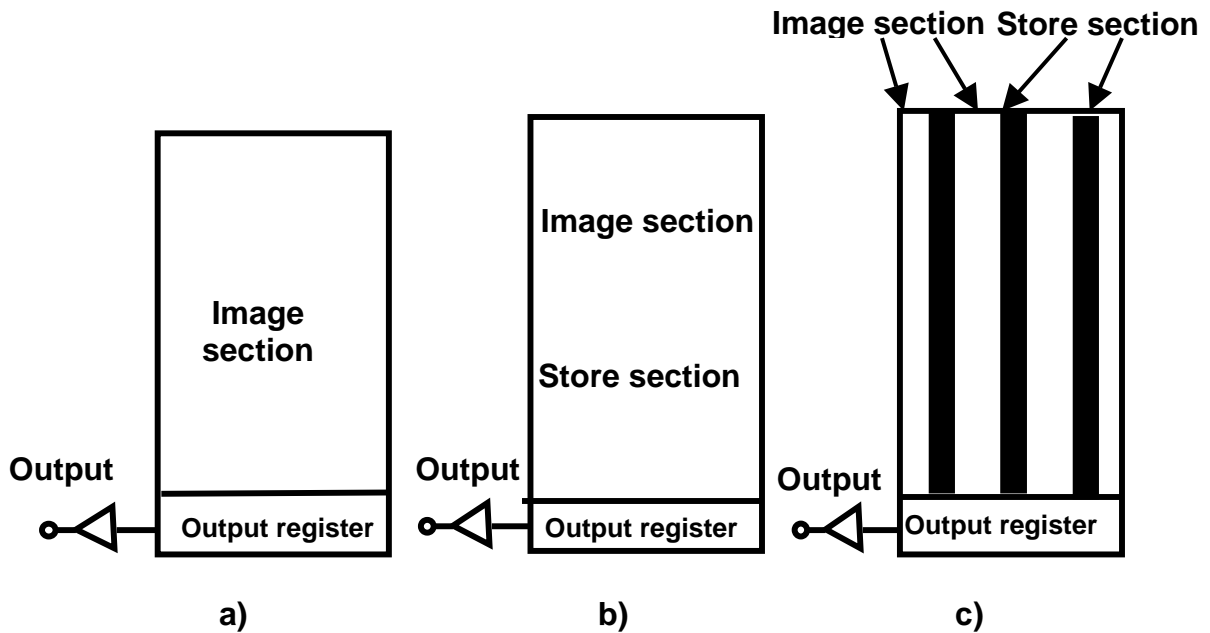 Image section Store section
Image
section
Output
Output register
a)
Image section
Store section
Output
Output register
b)
Output
Output register
c)